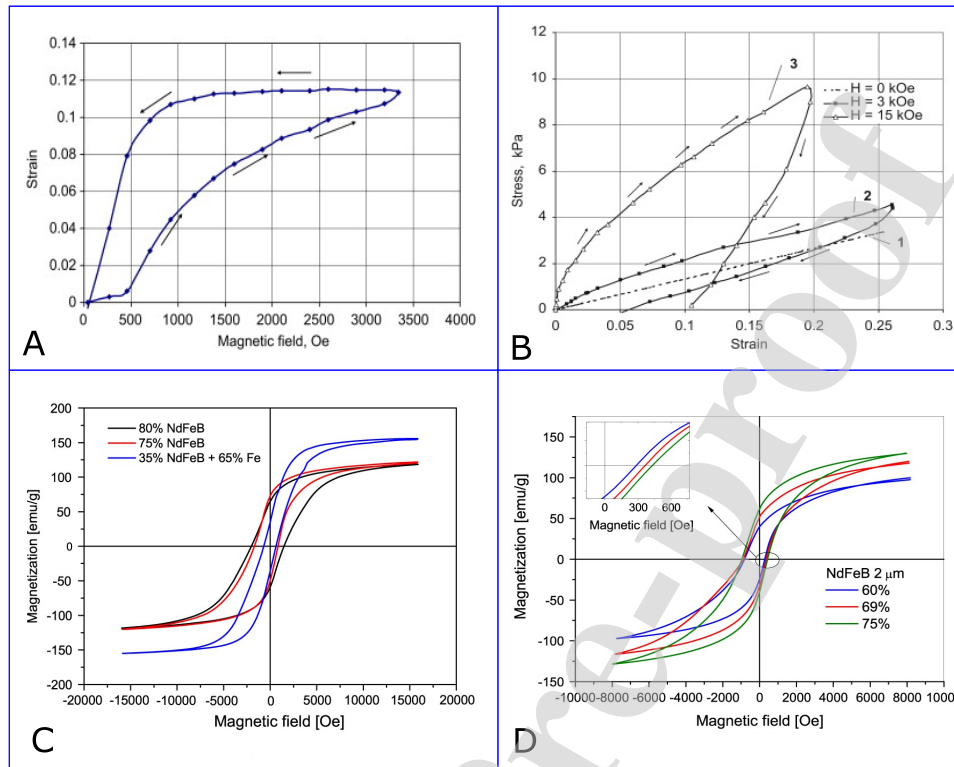 0.14
0.12
0.1
0.08
0.06
0.04
0.02
0
Strain
0 500 1000 1500 2000 2500 3000 3500 4000
Magnetic field, Oe
A
12
10
8
6
4
2
0
Stress, kPa
3
H = 0 kOe
H = 3 kOe
H = 15 kOe
2
1
0 0.05 0.1 0.15 0.2 0.25 0.3
Strain
B
200
150
100
50
0
-50
-100
-150
-200
Magnetization [emu/g]
80% NdFeB
75% NdFeB
35% NdFeB + 65% Fe
-20000 -15000 -10000 -5000 0 5000 10000 15000 20000
Magnetic field [Oe]
C
150
100
50
0
-50
-100
-150
Magnetization [emu/g]
0 600
Magnetic field [Oe]
NdFeB 2 μm
60%
69%
75%
-10000 -8000 -6000 -4000 -2000 0 2000 4000 6000 8000 1000
Magnetic field [Oe]
D
re-proof